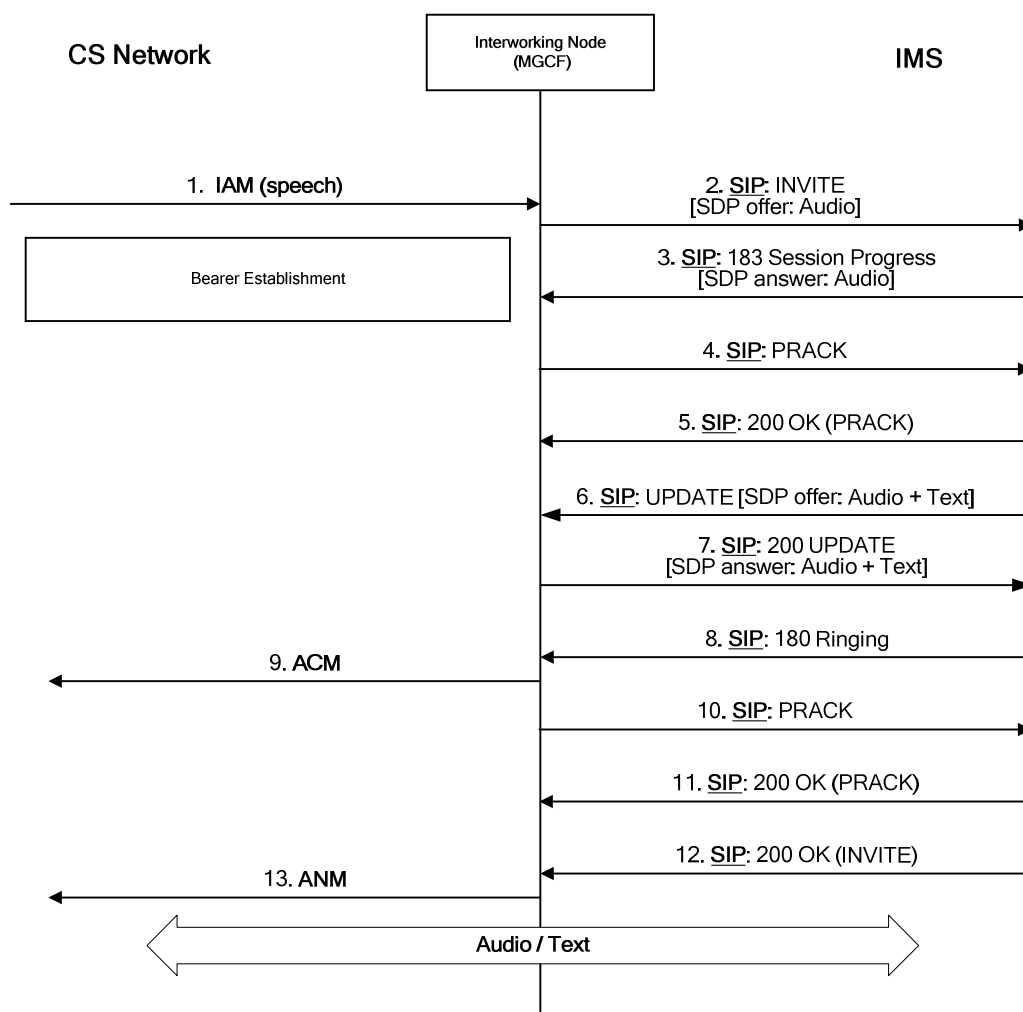 CS Network
Interworking Node
(MGCF)
IMS
1. IAM (speech)
2. SIP: INVITE
[SDP offer: Audio]
3. SIP: 183 Session Progress
[SDP answer: Audio]
Bearer Establishment
4. SIP: PRACK
5. SIP: 200 OK (PRACK)
6. SIP: UPDATE [SDP offer: Audio + Text]
7. SIP: 200 UPDATE
[SDP answer: Audio + Text]
8. SIP: 180 Ringing
9. ACM
10. SIP: PRACK
11. SIP: 200 OK (PRACK)
12. SIP: 200 OK (INVITE)
13. ANM
Audio / Text